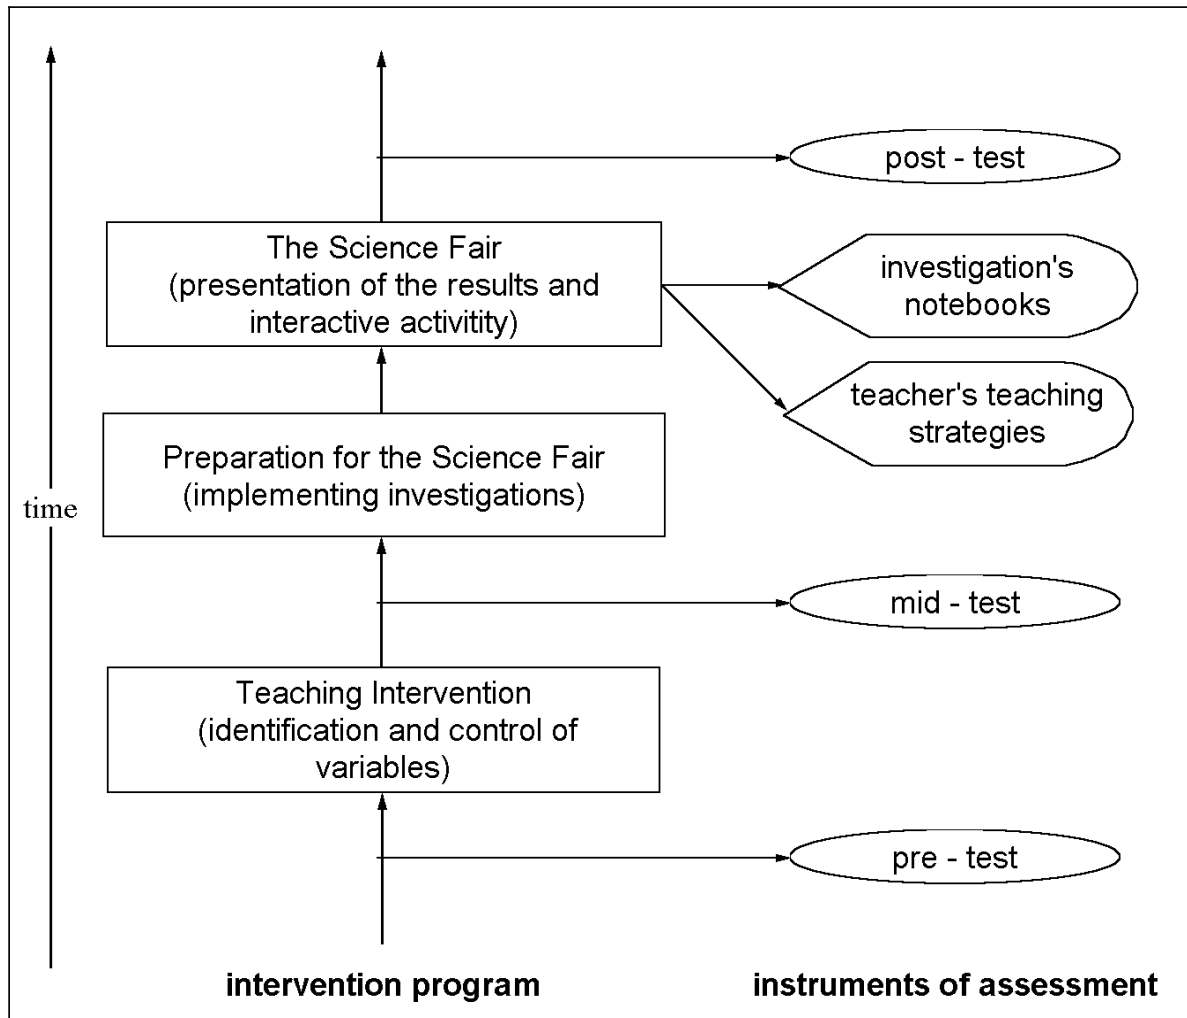 post - test
The Science Fair
(presentation of the results and
interactive activitity)
investigation's
notebooks
teacher's teaching
strategies
Preparation for the Science Fair
(implementing investigations)
time
mid - test
Teaching Intervention
(identification and control of
variables)
pre - test
intervention program
instruments of assessment